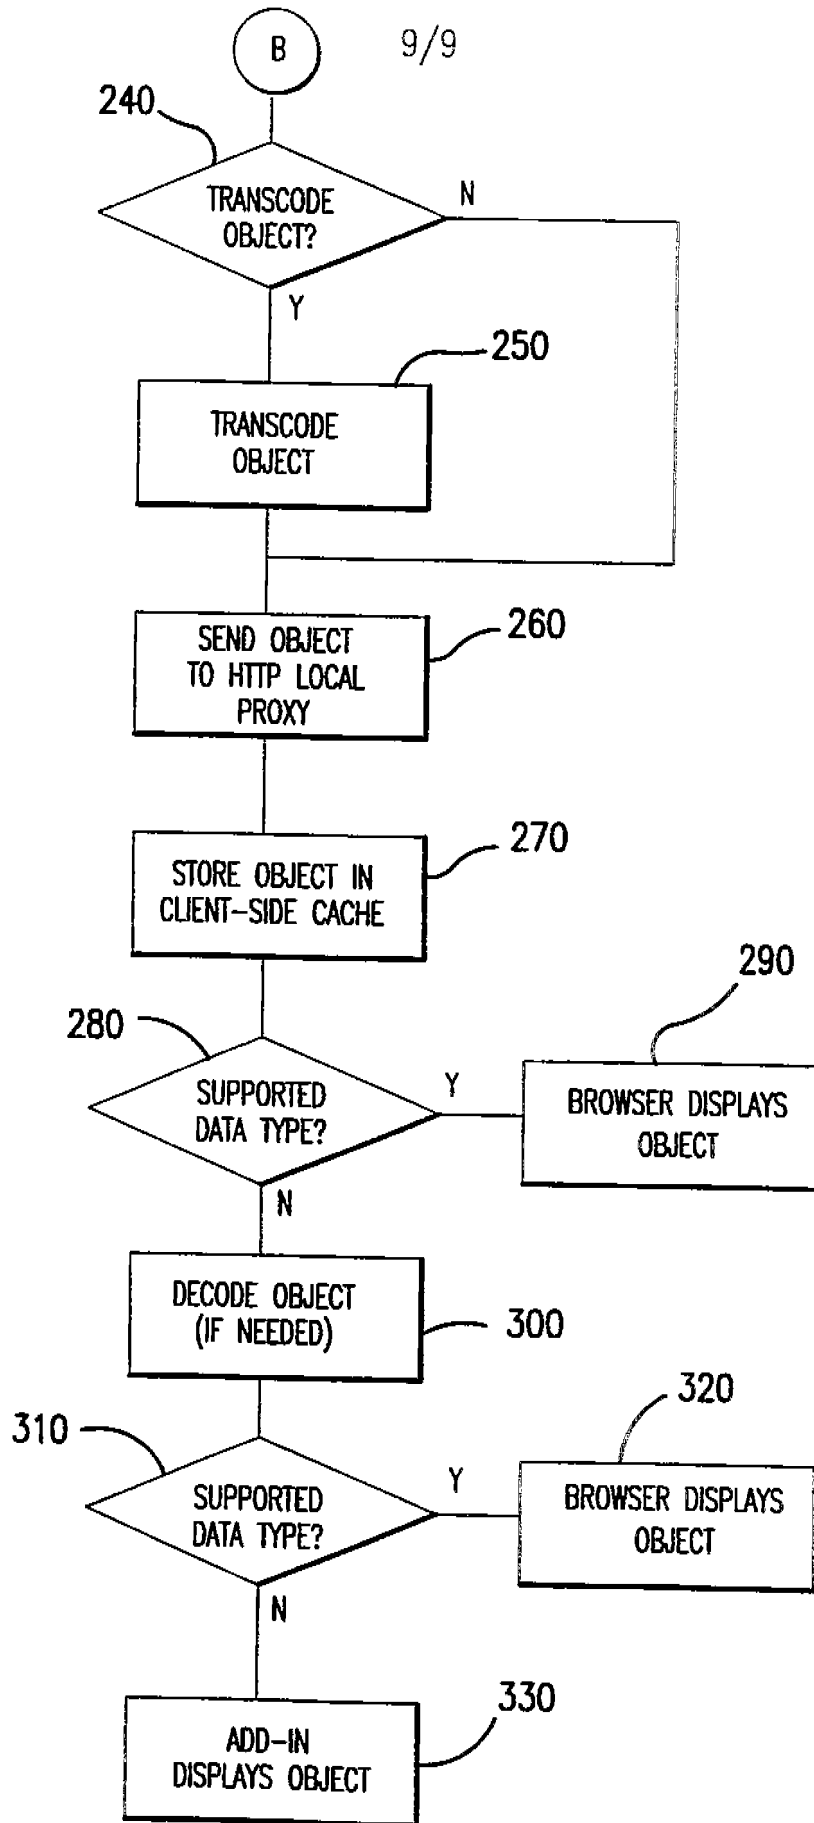 B
9/9
240
TRANSCODE
OBJECT?
N
Y
250
TRANSCODE
OBJECT
SEND OBJECT
TO HTTP LOCAL
PROXY
260
270
STORE OBJECT IN
CLIENT-SIDE CACHE
290
280
SUPPORTED
DATA TYPE?
Y
BROWSER DISPLAYS
OBJECT
N
DECODE OBJECT
(IF NEEDED)
300
320
310
SUPPORTED
DATA TYPE?
Y
BROWSER DISPLAYS
OBJECT
N
330
ADD-IN
DISPLAYS OBJECT